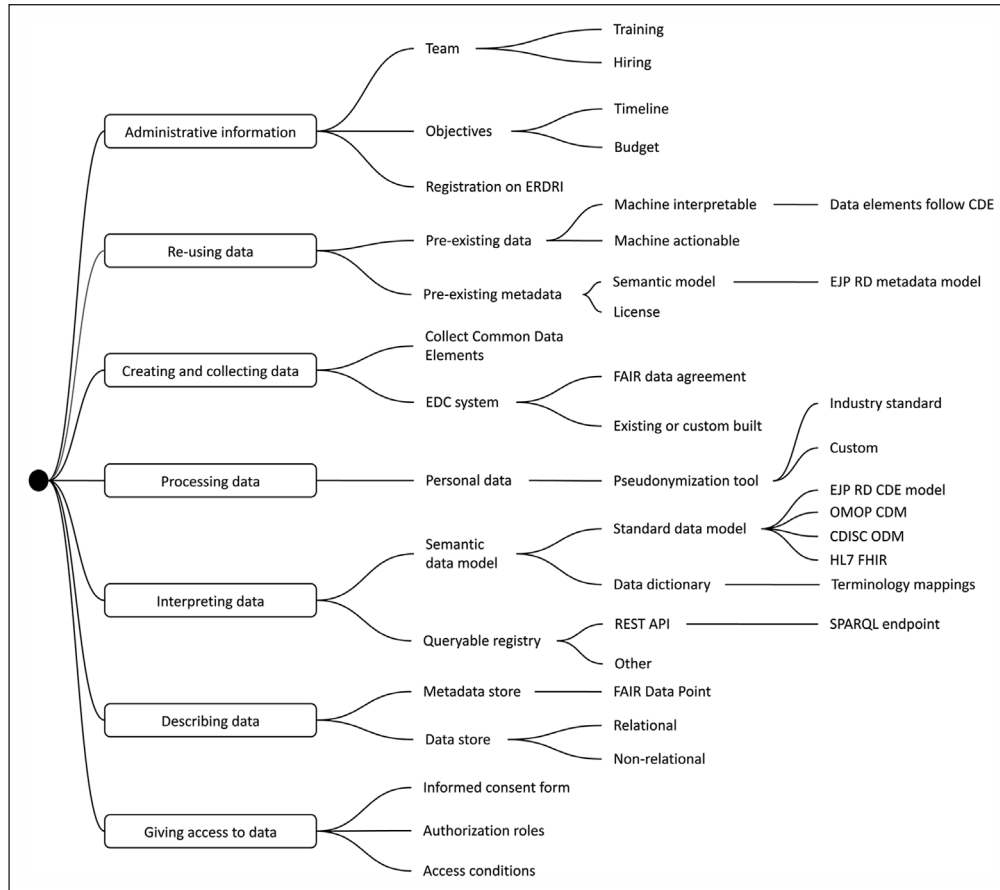 Training
Team
Hiring
Timeline
Administrative information
Objectives
Budget
Registration on ERDRI
Machine interpretable
Data elements follow CDE
Re-using data
Pre-existing data
Machine actionable
Semantic model
EJP RD metadata model
Pre-existing metadata
License
Collect Common Data
Elements
Creating and collecting data
FAIR data agreement
EDC system
Industry standard
Existing or custom built
Custom
Processing data
Personal data
Pseudonymization tool
EJP RD CDE model
OMOP CDM
Standard data model
CDISC ODM
Semantic
data model
HL7 FHIR
Data dictionary
Terminology mappings
Interpreting data
REST API
SPARQL endpoint
Queryable registry
Other
Metadata store
FAIR Data Point
Describing data
Relational
Data store
Non-relational
Informed consent form
Giving access to data
Authorization roles
Access conditions